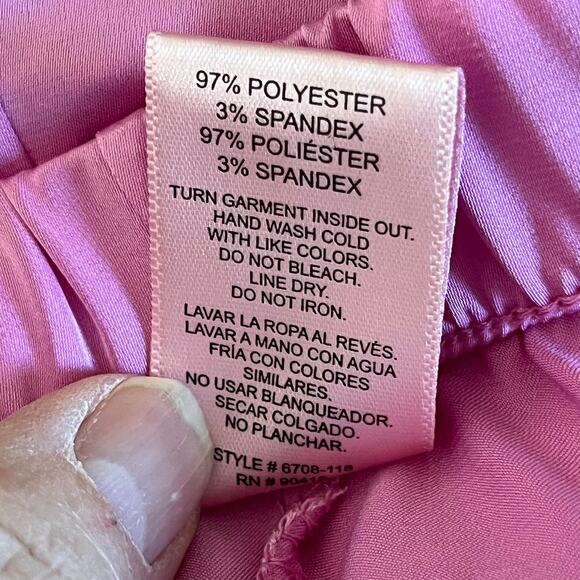 97% POLYESTER
3% SPANDEX
97% POLIÉSTER
3% SPANDEX
TURN GARMENT INSIDE OUT.
HAND WASH COLD
WITH LIKE COLORS.
DO NOT BLEACH.
LINE DRY.
DO NOT IRON.
LAVAR LA ROPA AL REVÉS.
LAVAR A MANO CON AGUA
FRÍA CON COLORES
SIMILARES.
NO USAR BLANQUEADOR.
SECAR COLGADO.
NO PLANCHAR.
STYLE # 6708-118
RN #